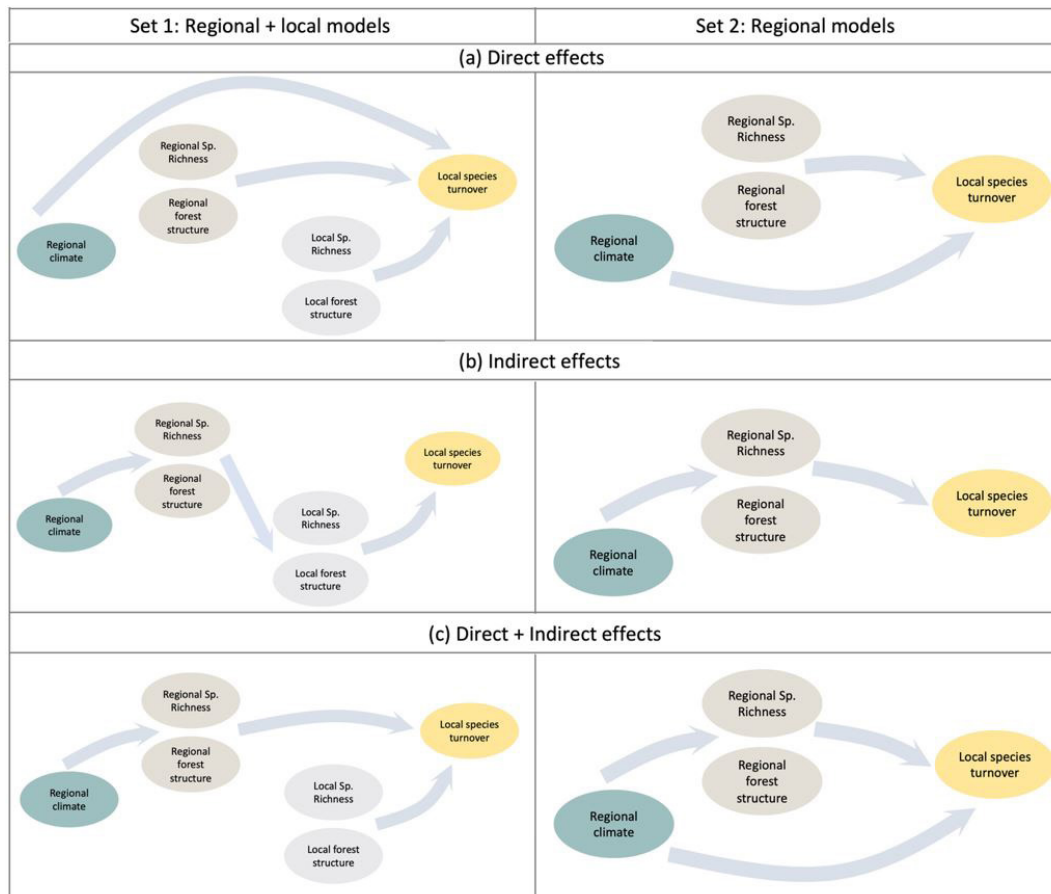 Set 1: Regional + local models
Set 2: Regional models
(a) Direct effects
Regional Sp.
Richness
Regional
forest
structure
Regional
climate
Local Sp.
Richness
Local forest
structure
Local species
turnover
Regional Sp.
Richness
Regional
forest
structure
Regional
climate
Local species
turnover
(b) Indirect effects
Regional Sp.
Richness
Regional
forest
structure
Regional
climate
Local Sp.
Richness
Local forest
structure
Local species
turnover
Regional Sp.
Richness
Regional
forest
structure
Regional
climate
Local species
turnover
(c) Direct + Indirect effects
Regional Sp.
Richness
Regional
forest
structure
Regional
climate
Local Sp.
Richness
Local forest
structure
Local species
turnover
Regional Sp.
Richness
Regional
forest
structure
Regional
climate
Local species
turnover